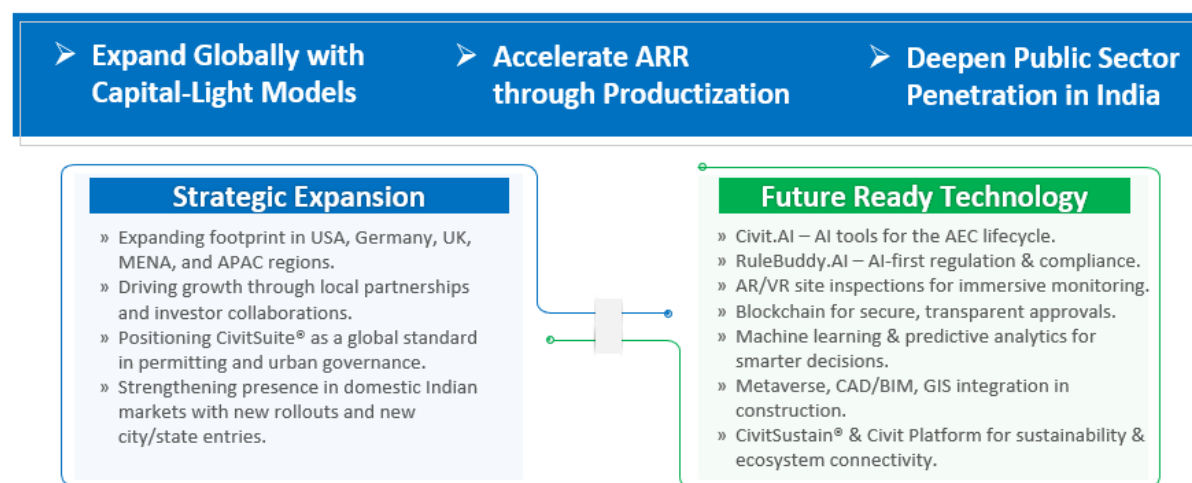 ➢ Expand Globally with
Capital-Light Models
➢ Accelerate ARR
through Productization
➢ Deepen Public Sector
Penetration in India
Strategic Expansion
» Expanding footprint in USA, Germany, UK,
MENA, and APAC regions.
» Driving growth through local partnerships
and investor collaborations.
» Positioning CivitSuite® as a global standard
in permitting and urban governance.
» Strengthening presence in domestic Indian
markets with new rollouts and new
city/state entries.
Future Ready Technology
» Civit.AI – AI tools for the AEC lifecycle.
» RuleBuddy.AI – AI-first regulation & compliance.
» AR/VR site inspections for immersive monitoring.
» Blockchain for secure, transparent approvals.
» Machine learning & predictive analytics for
smarter decisions.
» Metaverse, CAD/BIM, GIS integration in
construction.
» CivitSustain® & Civit Platform for sustainability &
ecosystem connectivity.